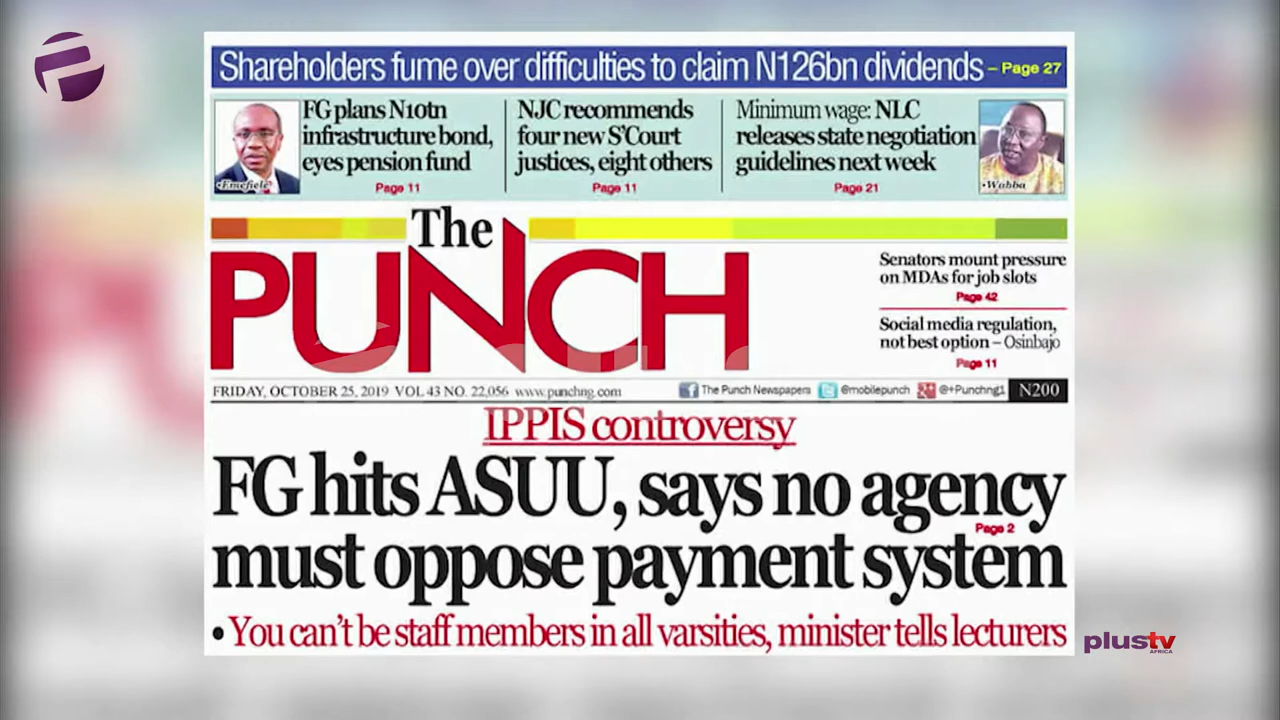 Shareholders fume over difficulties to claim N126bn dividends – Page 27
FG plans N10tn
infrastructure bond,
eyes pension fund
Page 11
•Emefiele
NJC recommends
four new S'Court
justices, eight others
Page 11
Minimum wage: NLC
releases state negotiation
guidelines next week
Page 21
•Wabba
The
PUNCH
Senators mount pressure
on MDAs for job slots
Page 42
Social media regulation,
not best option – Osinbajo
Page 11
FRIDAY, OCTOBER 25, 2019 VOL 43 NO. 22,056 www.punchng.com
The Punch Newspapers @mobilepunch @+Punchng1 N200
IPPIS controversy
FG hits ASUU, says no agency
Page 2
must oppose payment system
• You can't be staff members in all varsities, minister tells lecturers
plustv
AFRICA